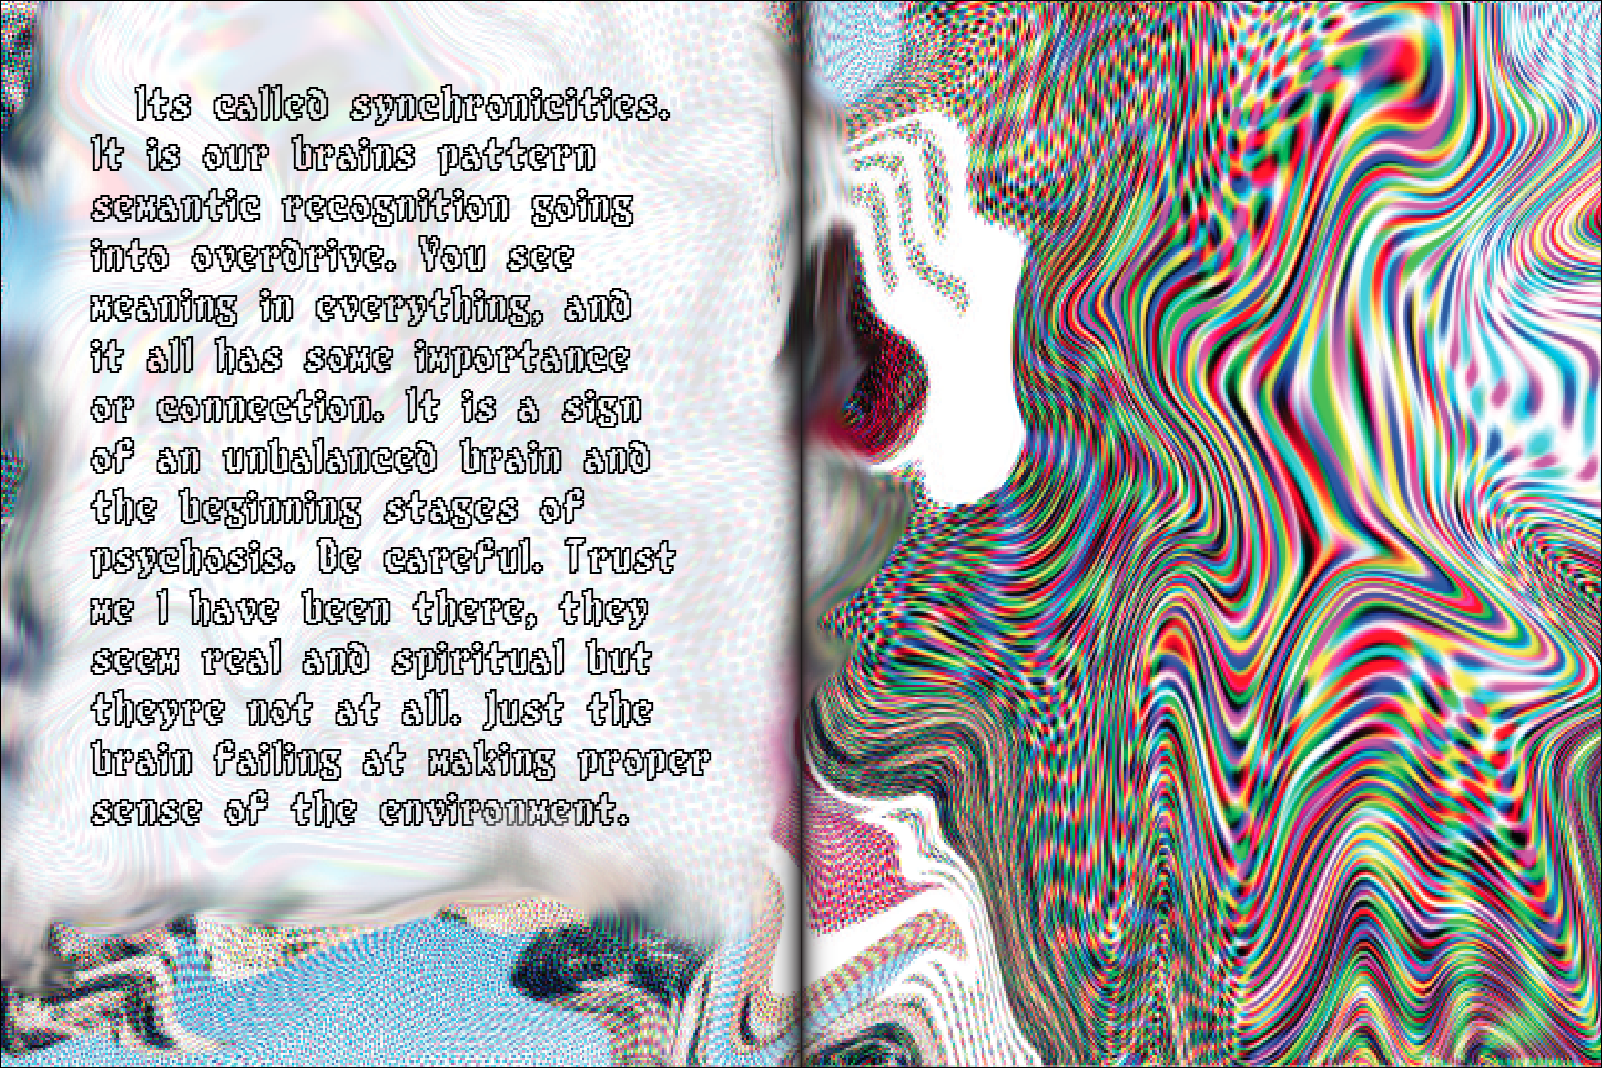 Its called synchronicities.
It is our brains pattern
semantic recognition going
into overdrive. You see
meaning in everything, and
it all has some importance
or connection. It is a sign
of an unbalanced brain and
the beginning stages of
psychosis. Be careful. Trust
me I have been there, they
seem real and spiritual but
theyre not at all. Just the
brain failing at making proper
sense of the environment.